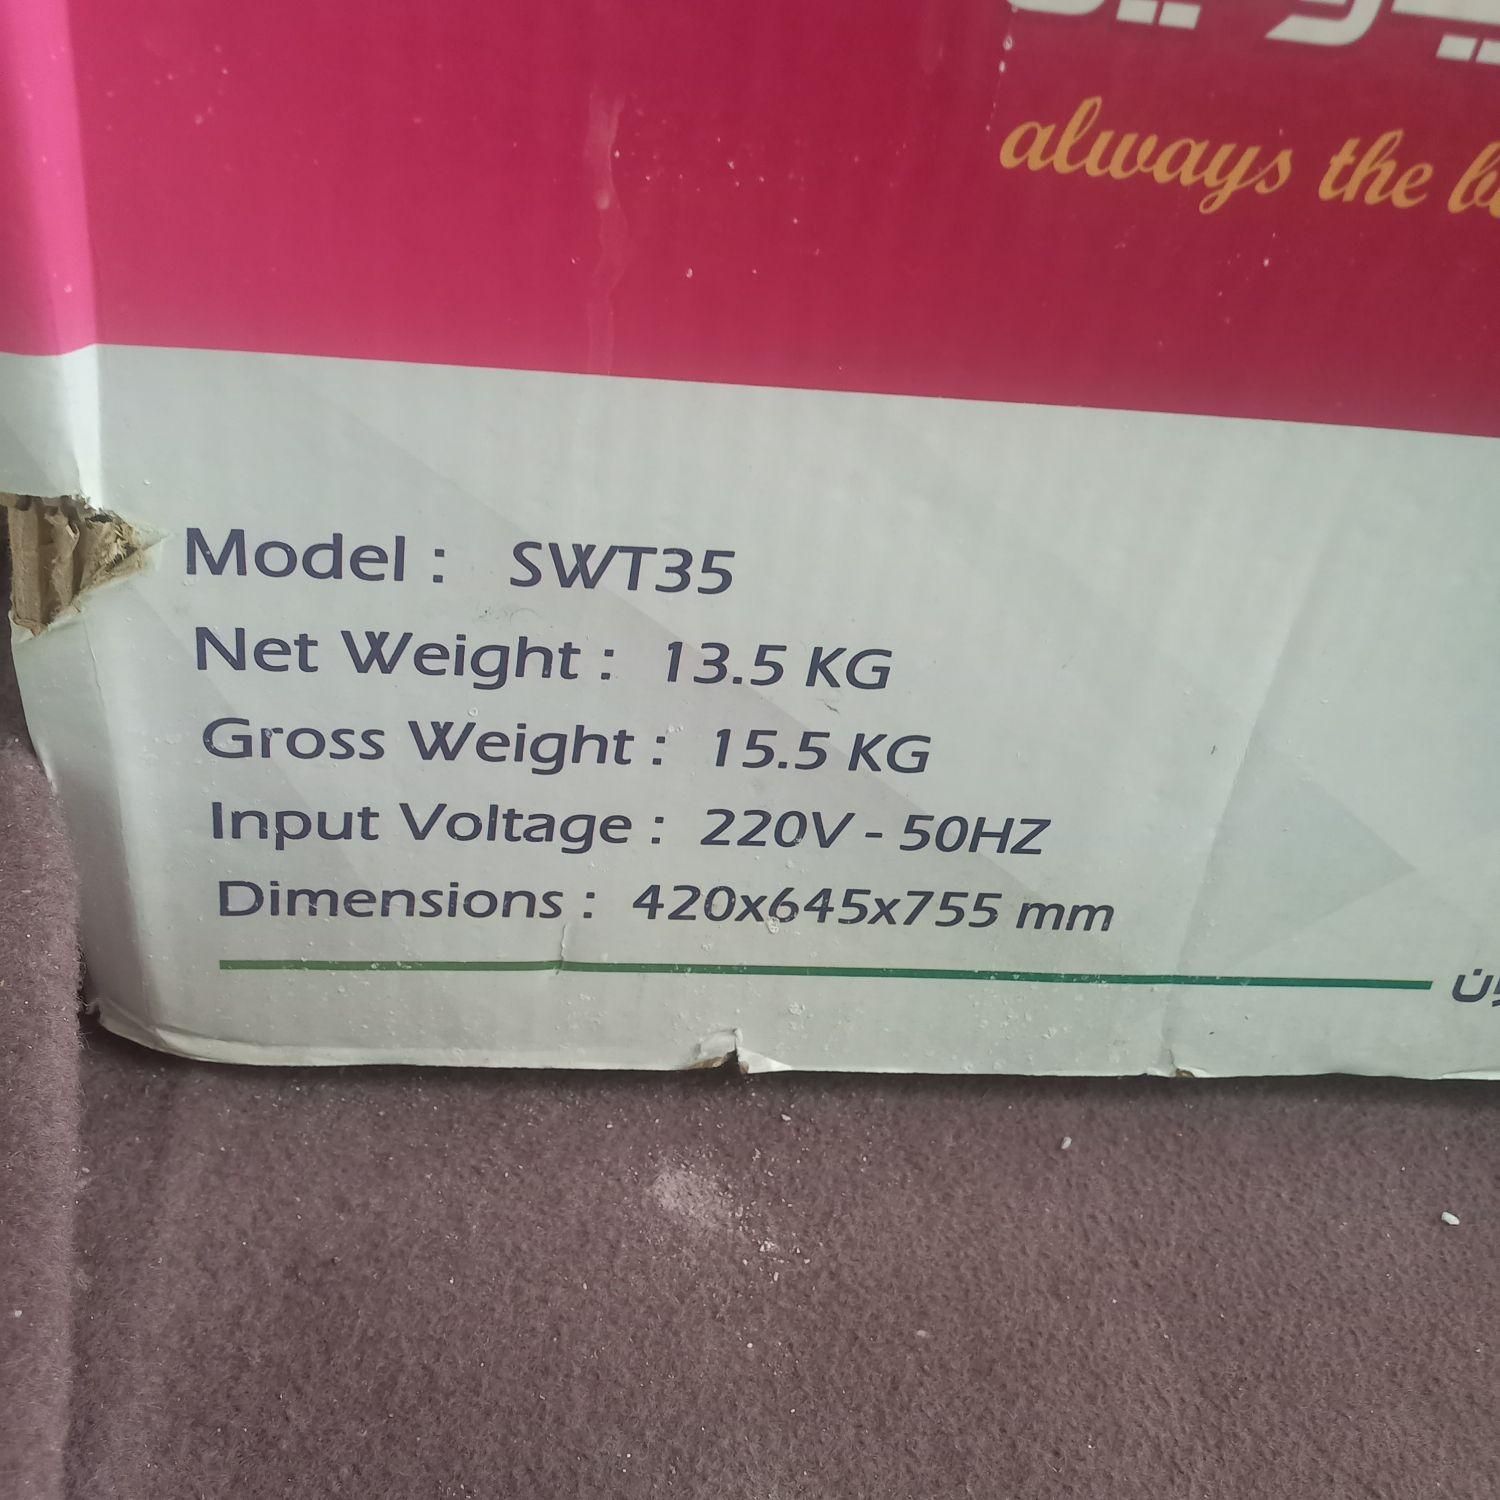 always the
Model : SWT35
Net Weight : 13.5 KG
Gross Weight : 15.5 KG
Input Voltage : 220V - 50HZ
Dimensions : 420x645x755 mm